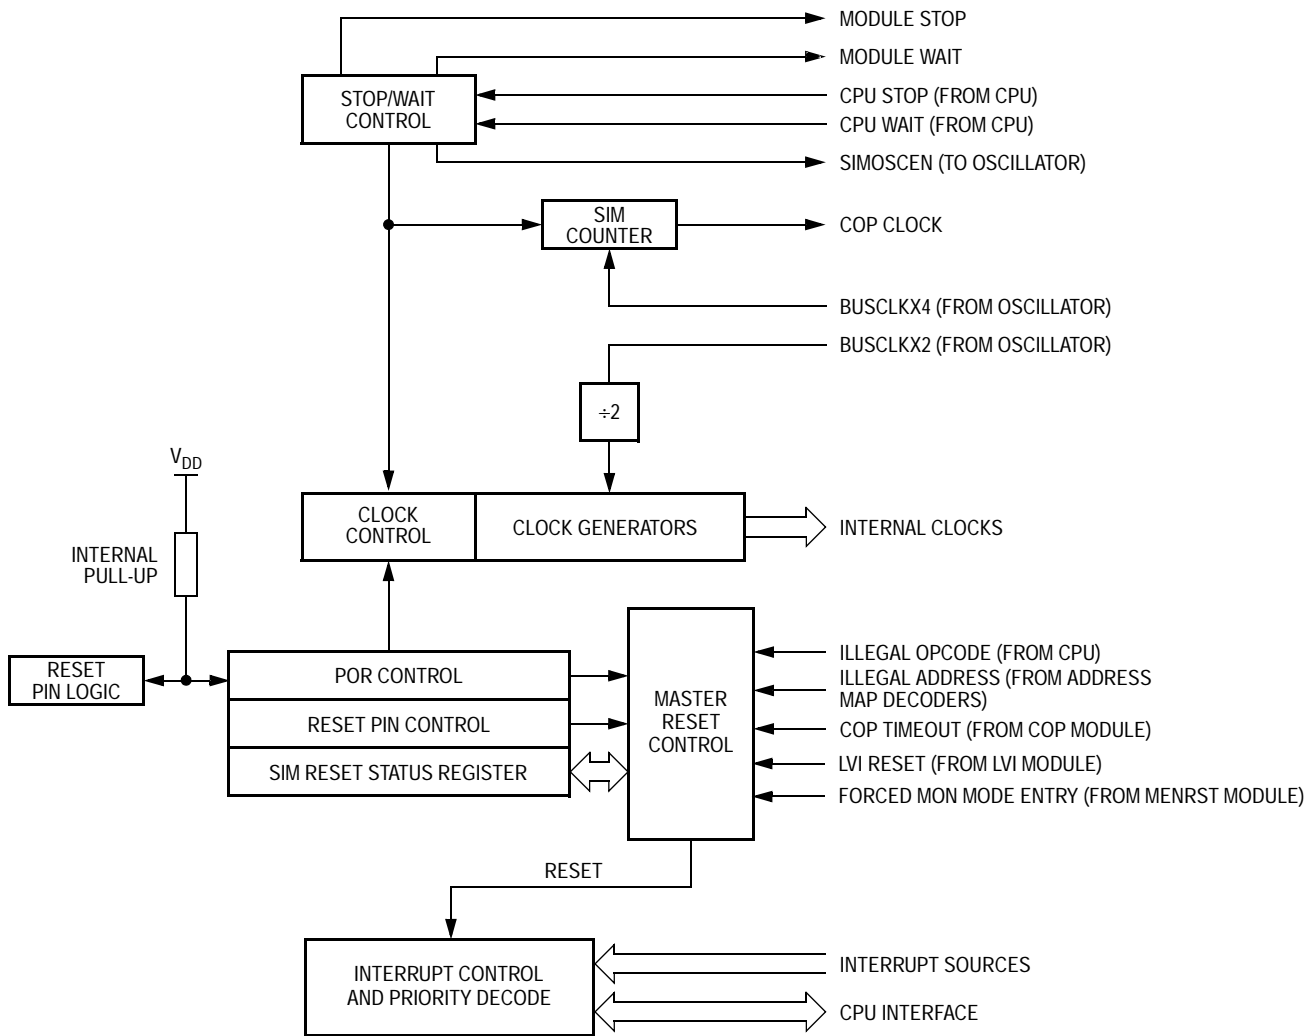 MODULE STOP
MODULE WAIT
STOP/WAIT
CONTROL
CPU STOP (FROM CPU)
CPU WAIT (FROM CPU)
SIMOSCEN (TO OSCILLATOR)
SIM
COUNTER
COP CLOCK
BUSCLKX4 (FROM OSCILLATOR)
BUSCLKX2 (FROM OSCILLATOR)
÷2
VDD
INTERNAL
PULL-UP
CLOCK
CONTROL
CLOCK GENERATORS
INTERNAL CLOCKS
RESET
PIN LOGIC
POR CONTROL
RESET PIN CONTROL
SIM RESET STATUS REGISTER
MASTER
RESET
CONTROL
ILLEGAL OPCODE (FROM CPU)
ILLEGAL ADDRESS (FROM ADDRESS
MAP DECODERS)
COP TIMEOUT (FROM COP MODULE)
LVI RESET (FROM LVI MODULE)
FORCED MON MODE ENTRY (FROM MENRST MODULE)
RESET
INTERRUPT CONTROL
AND PRIORITY DECODE
INTERRUPT SOURCES
CPU INTERFACE